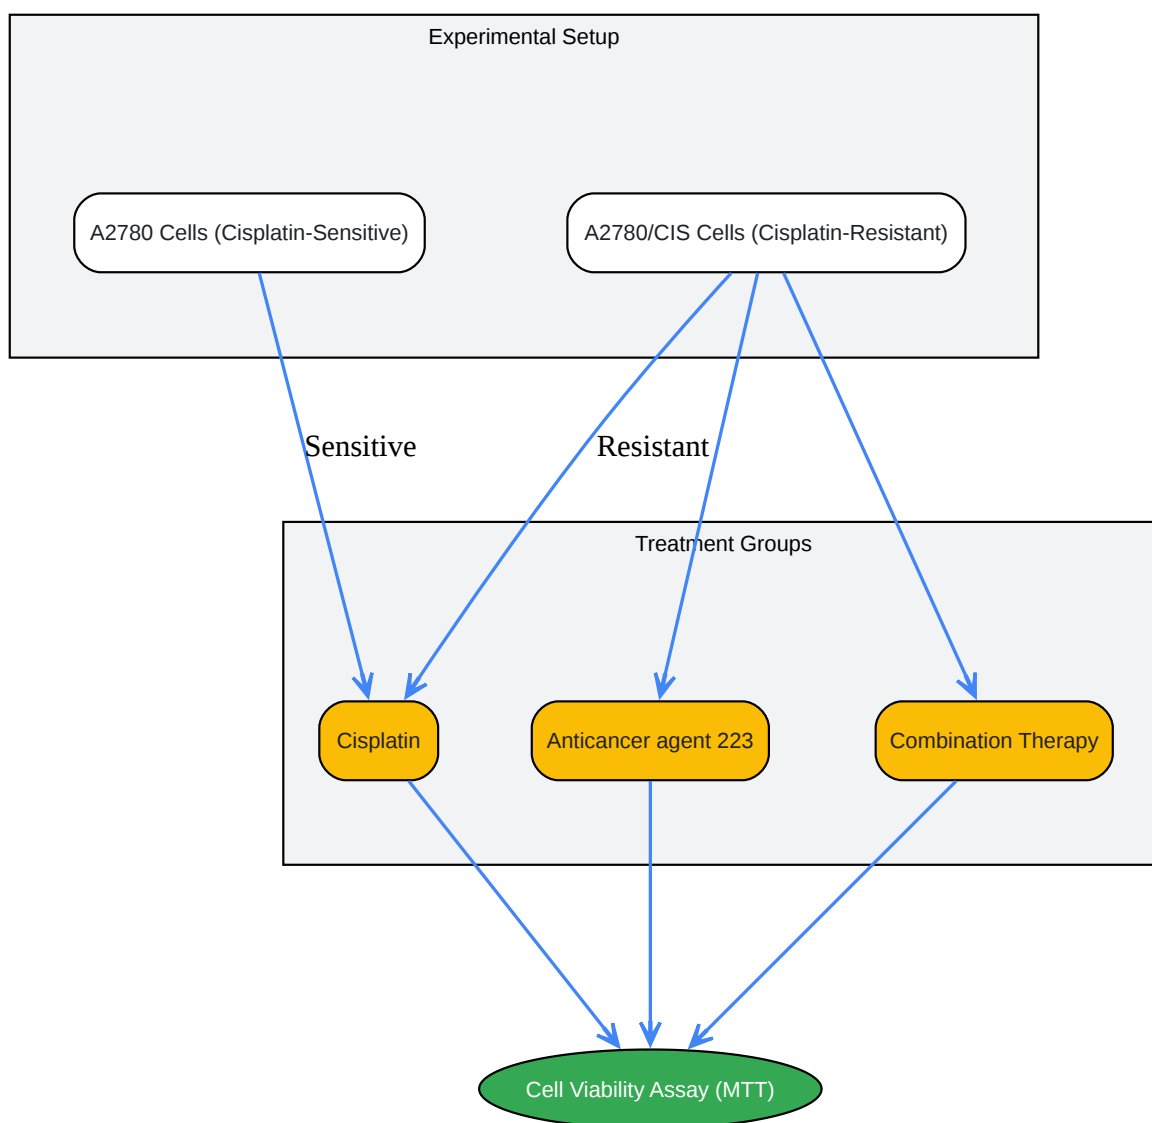 Experimental Setup
A2780 Cells (Cisplatin-Sensitive)
A2780/CIS Cells (Cisplatin-Resistant)
Sensitive
Resistant
Treatment Groups
Cisplatin
Anticancer agent 223
Combination Therapy
Cell Viability Assay (MTT)